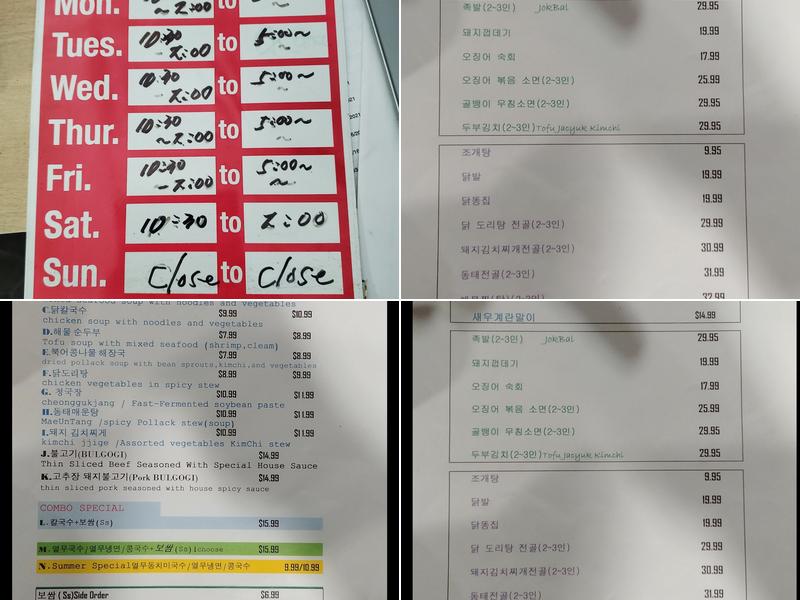 Mon.
~ 2:00
Tues. 10:30 - 2:00 to 5:00~
Wed. 10:30 - 2:00 to 5:00~
Thur. 10:30 ~ 2:00 to 5:00~
Fri. 10:30 - 2:00 to 5:00~
Sat. 10:30 to 2:00
Sun. Close to Close
족발(2~3인) JokBal 29.95
돼지껍데기 19.99
오징어 숙회 17.99
오징어 볶음 소면(2~3인) 25.99
골뱅이 무침소면(2~3인) 29.95
두부김치(2~3인)Tofu Jacyuk Kimchi 29.95
조개탕 9.95
닭발 19.99
닭똥집 19.99
닭 도리탕 전골(2-3인) 29.99
돼지김치찌개전골(2-3인) 30.99
동태전골(2-3인) 31.99
32.99
seafood soup with noodles and vegetables
C.닭칼국수 $9.99 $10.99
chicken soup with noodles and vegetables
D.해물 순두부 $7.99 $8.99
Tofu soup with mixed seafood (shrimp,cleam)
E.북어콩나물 해장국 $7.99 $8.99
dried pollack soup with bean sprouts,kimchi,and vegetables
F.닭도리탕 $8.99 $9.99
chicken vegetables in spicy stew
G. 청국장 $10.99 $11.99
cheonggukjang / Fast-Fermented soybean paste
H.동태매운탕 $10.99 $11.99
MaeUnTang /spicy Pollack stew(soup)
I.돼지 김치찌게 $10.99 $11.99
kimchi jjige /Assorted vegetables KimChi stew
J.불고기(BULGOGI) $14.99
Thin Sliced Beef Seasoned With Special House Sauce
K.고추장 돼지불고기(Pork BULGOGI) $14.99
thin sliced pork seasoned with house spicy sauce
COMBO SPECIAL
L.칼국수+보쌈(Ss) $15.99
M.열무국수/열무냉면/콩국수+보쌈(Ss)1choose $15.99
N.Summer Special열무동치미국수/열무냉면/콩국수 9.99/10.99
보쌈 (Ss)Side Order $6.99
새우계란말이 $14.99
족발(2~3인) JokBal 29.95
돼지껍데기 19.99
오징어 숙회 17.99
오징어 볶음 소면(2~3인) 25.99
골뱅이 무침소면(2~3인) 29.95
두부김치(2~3인)Tofu Jasyuk Kimchi 29.95
조개탕 9.95
닭발 19.99
닭똥집 19.99
닭 도리탕 전골(2-3인) 29.99
돼지김치찌개전골(2-3인) 30.99
동태전골(2-3인) 31.99